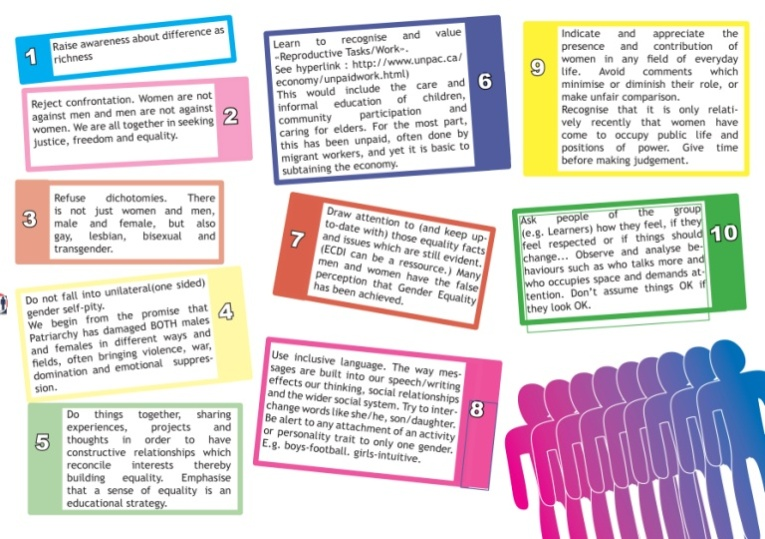 1
Raise awareness about difference as
richness
2
Reject confrontation. Women are not
against men and men are not against
women. We are all together in seeking
justice, freedom and equality.
3
Refuse dichotomies. There
is not just women and men,
male and female, but also
gay, lesbian, bisexual and
transgender.
4
Do not fall into unilateral(one sided)
gender self-pity.
We begin from the promise that
Patriarchy has damaged BOTH males
and females in different ways and
fields, often bringing violence, war,
domination and emotional suppres-
sion.
5
Do things together, sharing
experiences, projects and
thoughts in order to have
constructive relationships which
reconcile interests thereby
building equality. Emphasise
that a sense of equality is an
educational strategy.
6
Learn to recognise and value
«Reproductive Tasks/Work».
See hyperlink : http://www.unpac.ca/
economy/unpaidwork.html)
This would include the care and
informal education of children,
community participation and
caring for elders. For the most part,
this has been unpaid, often done by
migrant workers, and yet it is basic to
subtaining the economy.
7
Draw attention to (and keep up-
to-date with) those equality facts
and issues which are still evident.
(ECDI can be a resource.) Many
men and women have the false
perception that Gender Equality
has been achieved.
8
Use inclusive language. The way mes-
sages are built into our speech/writing
effects our thinking, social relationships
and the wider social system. Try to inter-
change words like she/he, son/daughter.
Be alert to any attachment of an activity
or personality trait to only one gender.
E.g. boys-football. girls-intuitive.
9
Indicate and appreciate the
presence and contribution of
women in any field of everyday
life. Avoid comments which
minimise or diminish their role, or
make unfair comparison.
Recognise that it is only relati-
vely recently that women have
come to occupy public life and
positions of power. Give time
before making judgement.
10
Ask people of the group
(e.g. Learners) how they feel, if they
feel respected or if things should
change... Observe and analyse be-
haviours such as who talks more and
who occupies space and demands at-
tention. Don't assume things OK if
they look OK.